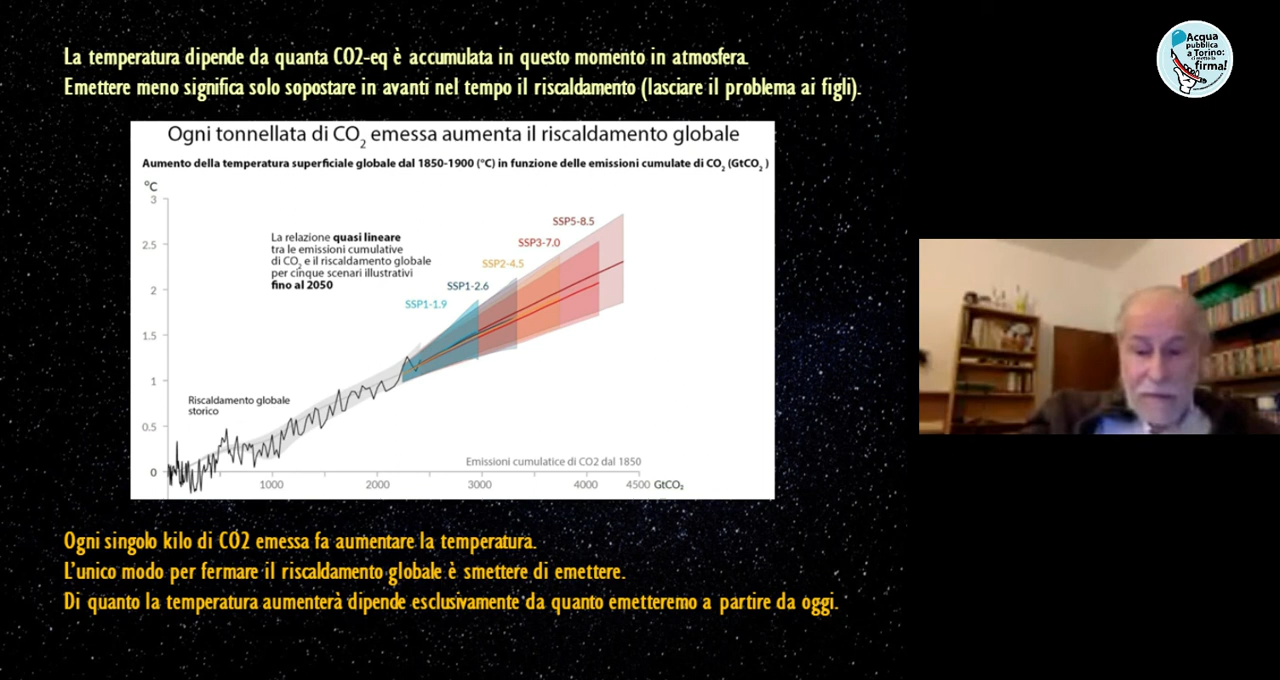 La temperatura dipende da quanta CO2-eq è accumulata in questo momento in atmosfera.
Emettere meno significa solo sopostare in avanti nel tempo il riscaldamento (lasciare il problema ai figli).
Acqua
pubblica
a Torino:
ci metto la
firma!
Ogni tonnellata di CO2 emessa aumenta il riscaldamento globale
Aumento della temperatura superficiale globale dal 1850-1900 (°C) in funzione delle emissioni cumulate di CO2 (GtCO2 )
°C
3
2.5
2
1.5
1
0.5
0
La relazione quasi lineare
tra le emissioni cumulative
di CO2 e il riscaldamento globale
per cinque scenari illustrativi
fino al 2050
SSP5-8.5
SSP3-7.0
SSP2-4.5
SSP1-2.6
SSP1-1.9
Riscaldamento globale
storico
Emissioni cumulatice di CO2 dal 1850
1000 2000 3000 4000 4500 GtCO2
Ogni singolo kilo di CO2 emessa fa aumentare la temperatura.
L'unico modo per fermare il riscaldamento globale è smettere di emettere.
Di quanto la temperatura aumenterà dipende esclusivamente da quanto emetteremo a partire da oggi.